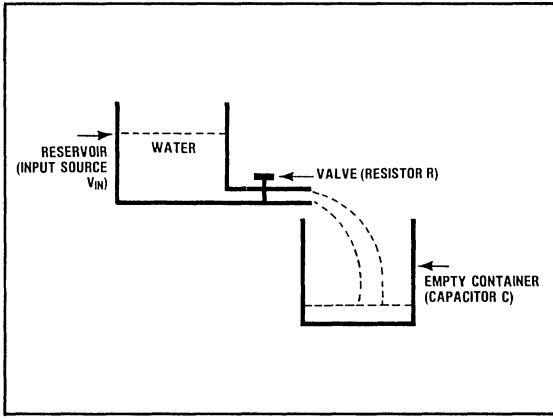 RESERVOIR
(INPUT SOURCE
VIN)
WATER
VALVE (RESISTOR R)
EMPTY CONTAINER
(CAPACITOR C)